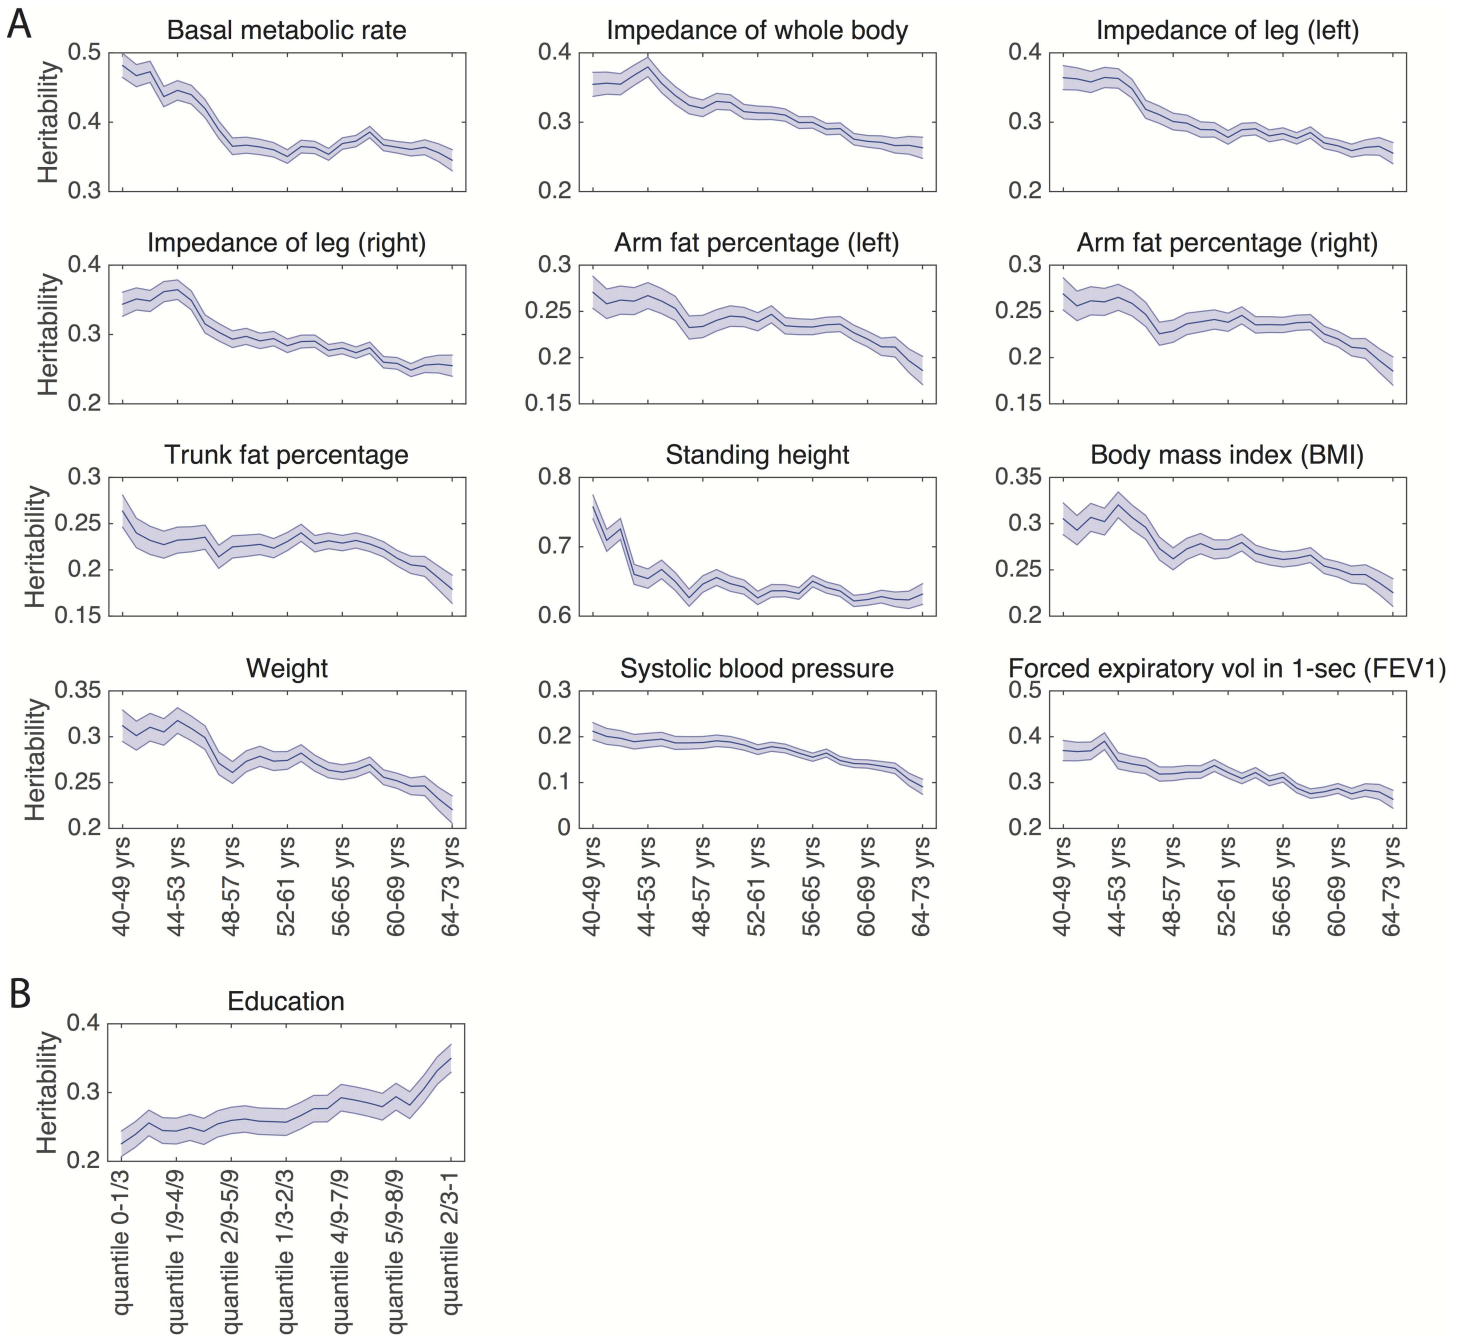 A
Basal metabolic rate
Impedance of whole body
Impedance of leg (left)
Heritability
0.5
0.4
0.3
0.4
0.3
0.2
0.4
0.3
0.2
Impedance of leg (right)
Arm fat percentage (left)
Arm fat percentage (right)
Heritability
0.4
0.3
0.2
0.3
0.25
0.2
0.15
0.3
0.25
0.2
0.15
Trunk fat percentage
Standing height
Body mass index (BMI)
Heritability
0.3
0.25
0.2
0.15
0.8
0.7
0.6
0.35
0.3
0.25
0.2
Weight
Systolic blood pressure
Forced expiratory vol in 1-sec (FEV1)
Heritability
0.35
0.3
0.25
0.2
0.3
0.2
0.1
0
0.5
0.4
0.3
0.2
40-49 yrs
44-53 yrs
48-57 yrs
52-61 yrs
56-65 yrs
60-69 yrs
64-73 yrs
40-49 yrs
44-53 yrs
48-57 yrs
52-61 yrs
56-65 yrs
60-69 yrs
64-73 yrs
40-49 yrs
44-53 yrs
48-57 yrs
52-61 yrs
56-65 yrs
60-69 yrs
64-73 yrs
B
Education
Heritability
0.4
0.3
0.2
quantile 0-1/3
quantile 1/9-4/9
quantile 2/9-5/9
quantile 1/3-2/3
quantile 4/9-7/9
quantile 5/9-8/9
quantile 2/3-1